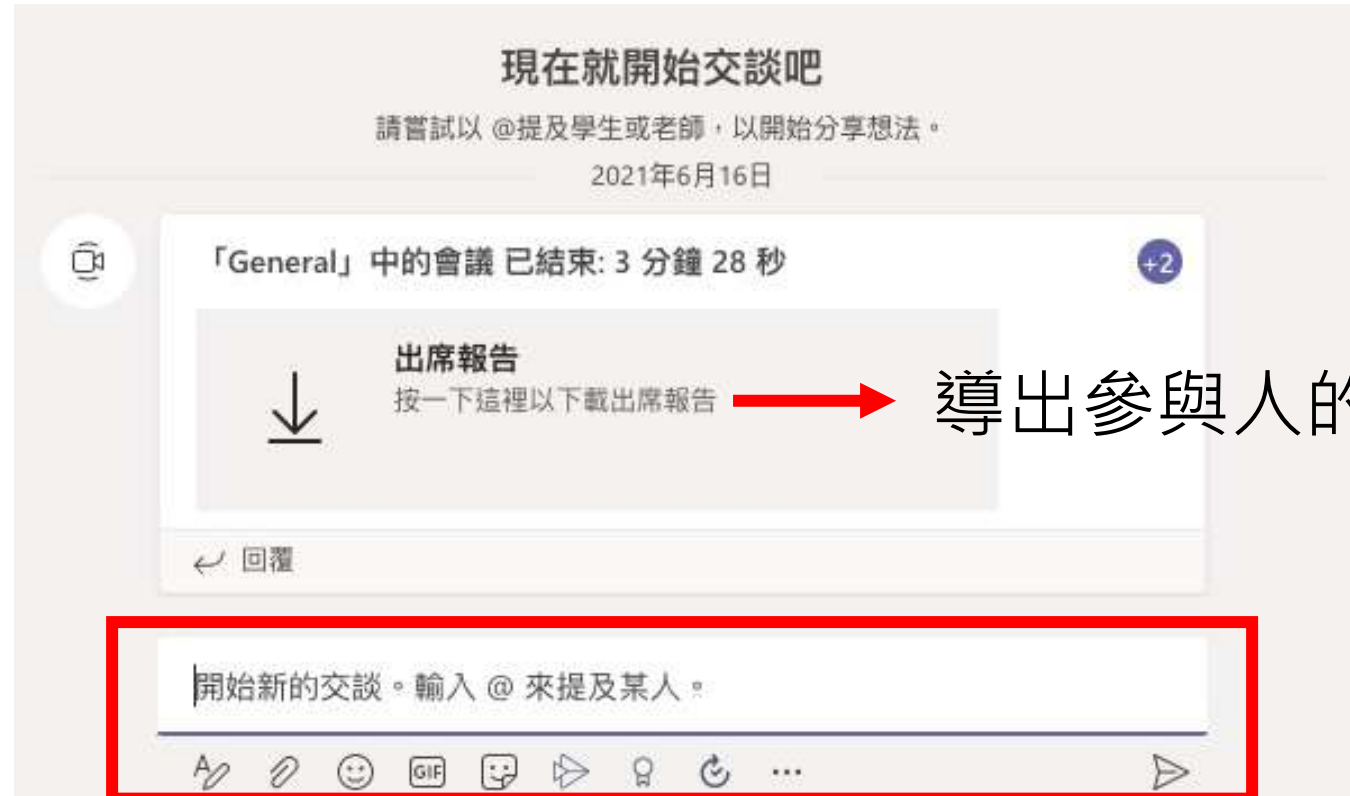 現在就開始交談吧
請嘗試以 @提及學生或老師，以開始分享想法。
2021年6月16日
「General」中的會議 已結束: 3 分鐘 28 秒
+2
出席報告
按一下這裡以下載出席報告
導出參與人的
回覆
開始新的交談。輸入 @ 來提及某人。
GIF